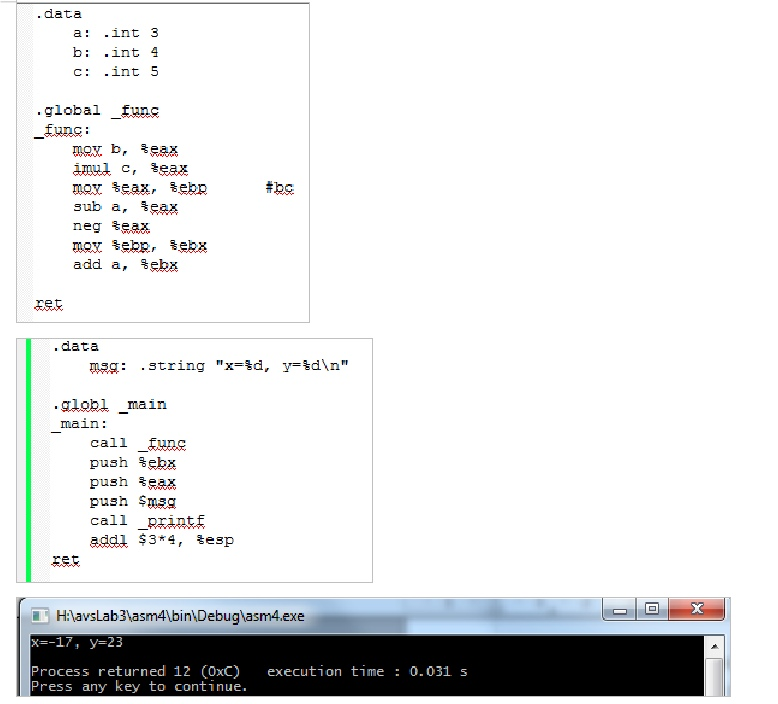 .data
a: .int 3
b: .int 4
c: .int 5
.global _func
_func:
mov b, %eax
imul c, %eax
mov %eax, %ebp #bc
sub a, %eax
neg %eax
mov %ebp, %ebx
add a, %ebx
ret
.data
msg: .string "x=%d, y=%d\n"
.globl _main
_main:
call _func
push %ebx
push %eax
push $msg
call _printf
addl $3*4, %esp
ret
H:\avsLab3\asm4\bin\Debug\asm4.exe
x=-17, y=23
Process returned 12 (0xC) execution time : 0.031 s
Press any key to continue.